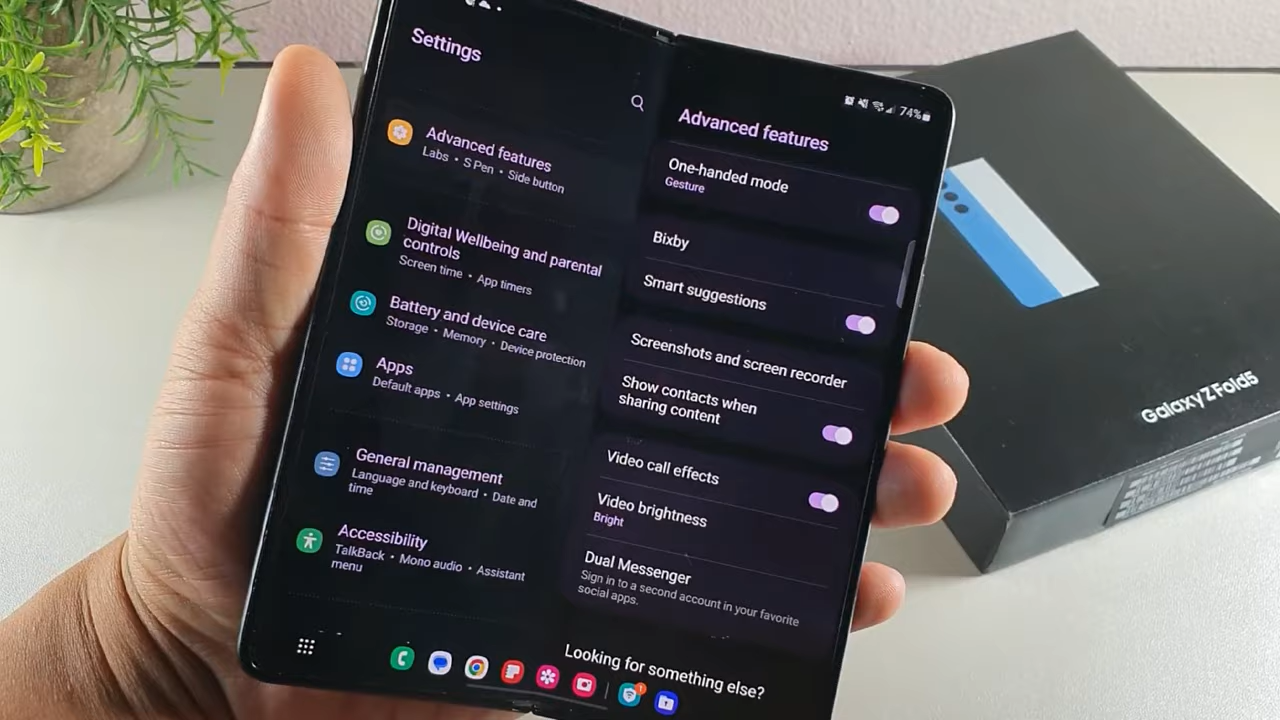 Settings
Advanced features
Labs • S Pen • Side button
Digital Wellbeing and parental
controls
Screen time • App timers
Battery and device care
Storage • Memory • Device protection
Apps
Default apps • App settings
General management
Language and keyboard • Date and
time
Accessibility
TalkBack • Mono audio • Assistant
menu
74%
Advanced features
One-handed mode
Gesture
Bixby
Smart suggestions
Screenshots and screen recorder
Show contacts when
sharing content
Video call effects
Video brightness
Bright
Dual Messenger
Sign in to a second account in your favorite
social apps.
Looking for something else?
Galaxy Z Fold5